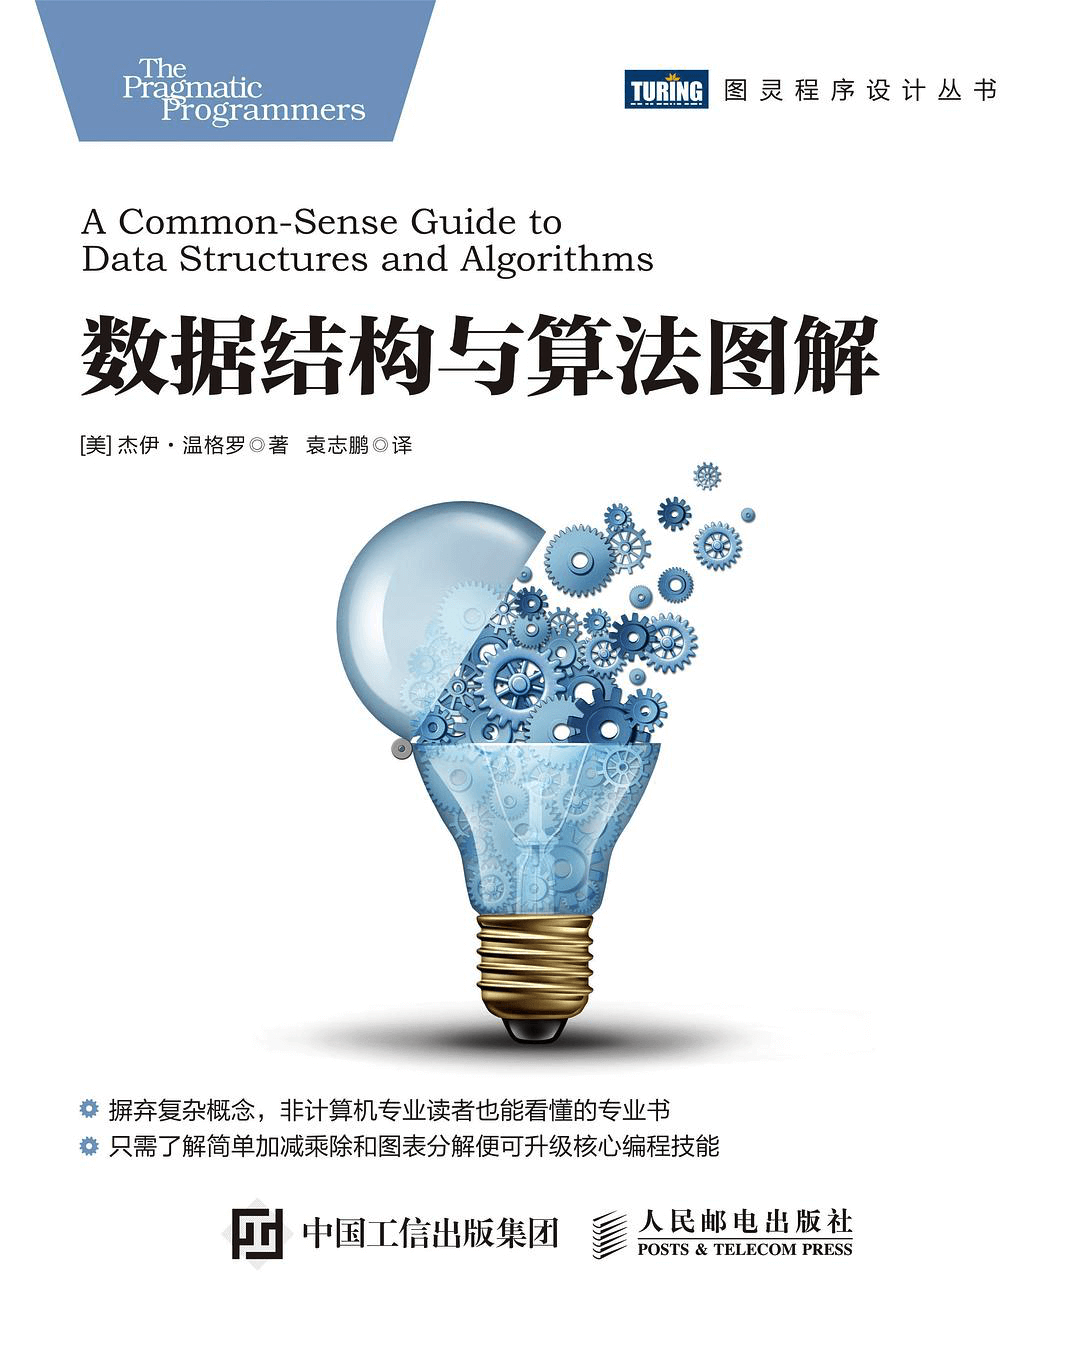 The
Pragmatic
Programmers
TURING 图灵程序设计丛书
A Common-Sense Guide to
Data Structures and Algorithms
数据结构与算法图解
[美] 杰伊·温格罗◎著 袁志鹏◎译
摒弃复杂概念，非计算机专业读者也能看懂的专业书
只需了解简单加减乘除和图表分解便可升级核心编程技能
中国工信出版集团
人民邮电出版社
POSTS & TELECOM PRESS